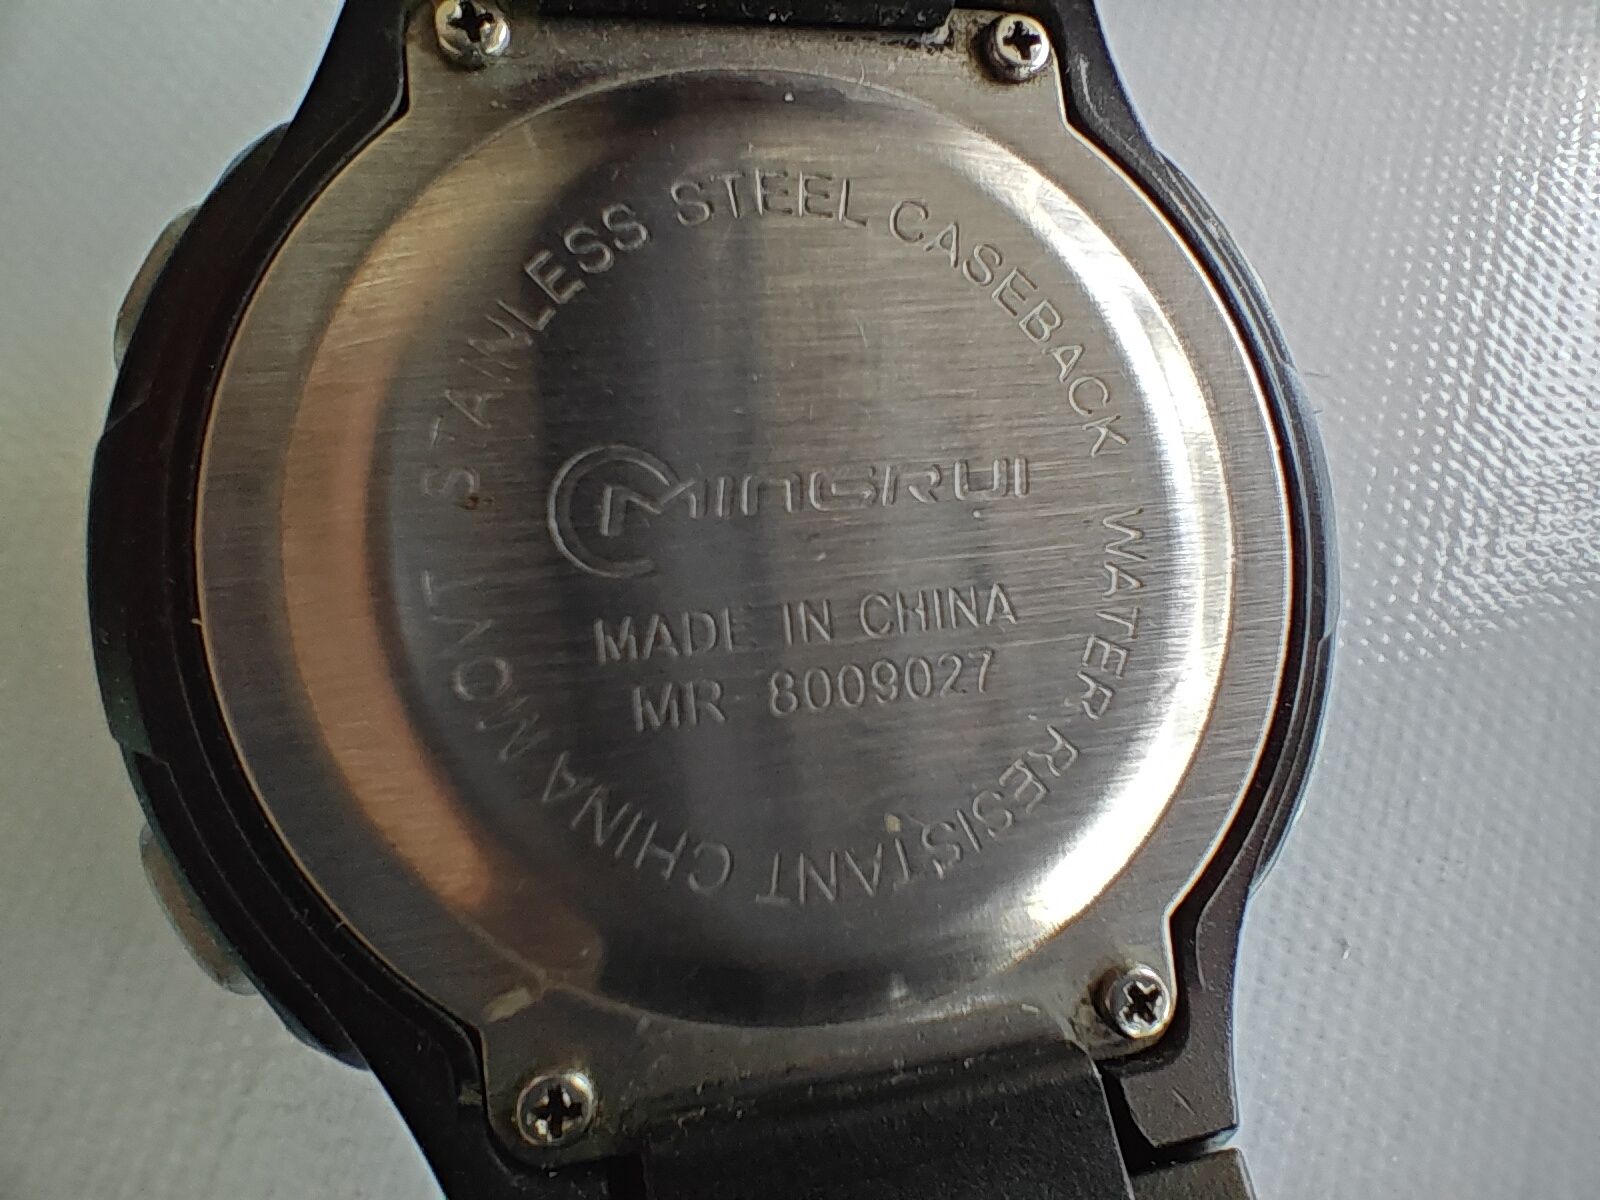 STAINLESS STEEL CASEBACK WATER RESISTANT CHINA MOVT
MINGRUI
MADE IN CHINA
MR 8009027